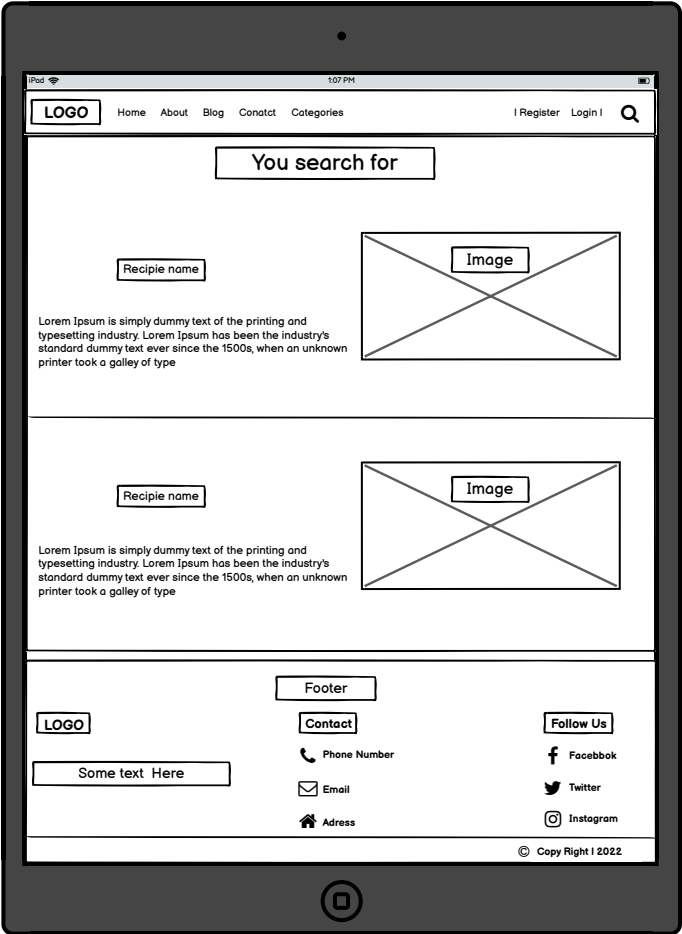 iPad 1:07 PM
LOGO Home About Blog Conatct Categories | Register Login |
You search for
Recipie name
Image
Lorem Ipsum is simply dummy text of the printing and
typesetting industry. Lorem Ipsum has been the industry's
standard dummy text ever since the 1500s, when an unknown
printer took a galley of type
Recipie name
Image
Lorem Ipsum is simply dummy text of the printing and
typesetting industry. Lorem Ipsum has been the industry's
standard dummy text ever since the 1500s, when an unknown
printer took a galley of type
Footer
LOGO
Some text Here
Contact
Phone Number
Email
Adress
Follow Us
Facebbok
Twitter
Instagram
© Copy Right | 2022